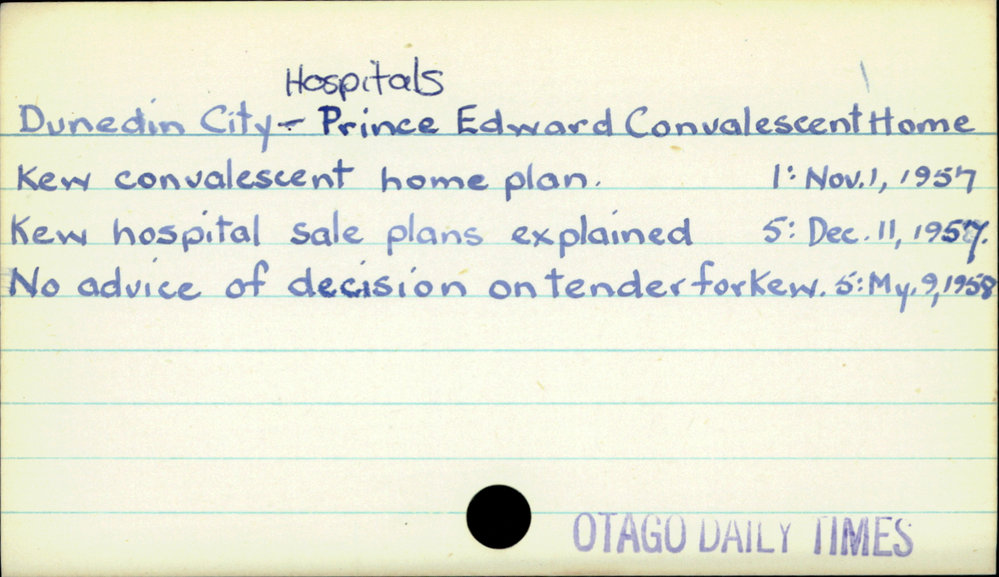 Hospitals
Dunedin City - Prince Edward Convalescent Home
Kew convalescent home plan. 1: Nov. 1, 1957
Kew hospital sale plans explained 5: Dec. 11, 1957.
No advice of decision on tender for Kew. 5: My. 9, 1958
OTAGO DAILY TIMES